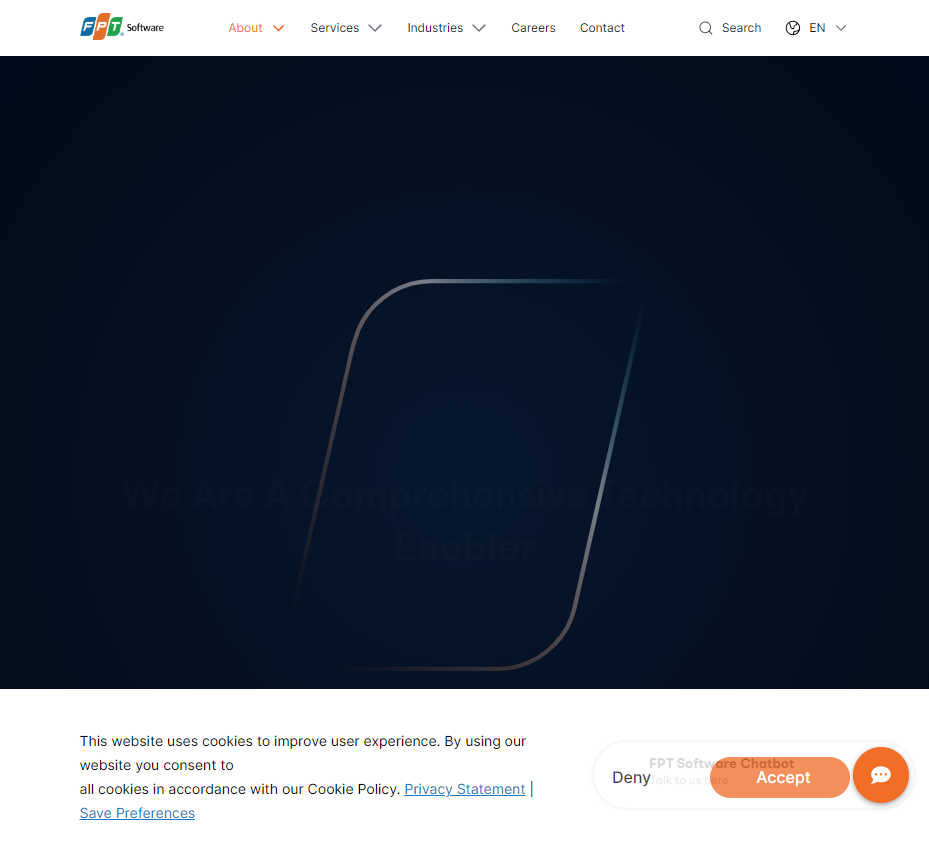 FPT Software
About
Services
Industries
Careers
Contact
Search
EN
We Are A Comprehensive Technology
Enabler
This website uses cookies to improve user experience. By using our
website you consent to
all cookies in accordance with our Cookie Policy. Privacy Statement |
Save Preferences
FPT Software Chatbot
Talk to us here
Deny
Accept